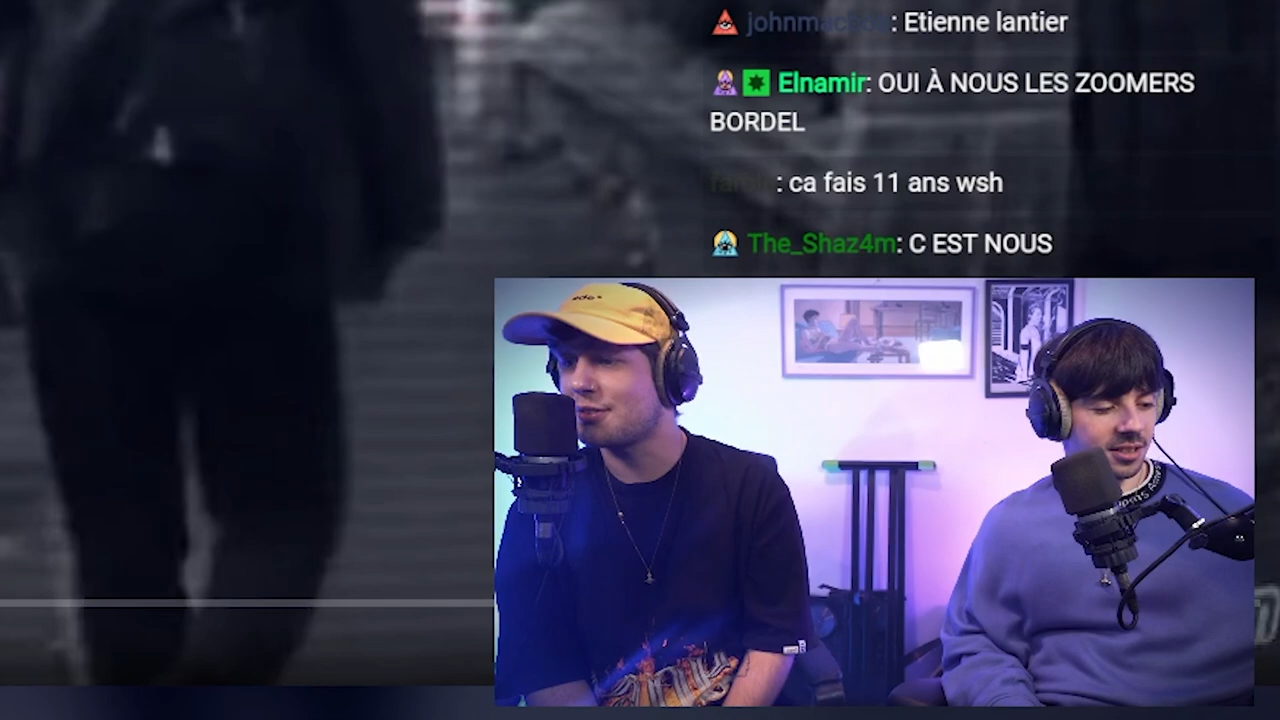 : Etienne lantier
Elnamir: OUI À NOUS LES ZOOMERS
BORDEL
: ca fais 11 ans wsh
The_Shaz4m: C EST NOUS